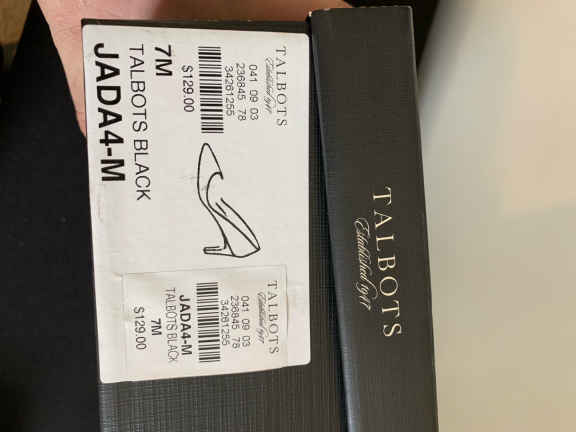 TALBOTS
Established 1947
041 09 03
236845 78
34261255
7M
$129.00
TALBOTS BLACK
JADA4-M
TALBOTS
Established 1947
041 09 03
236845 78
34261255
JADA4-M
7M
TALBOTS BLACK
$129.00
TALBOTS
Established 1947